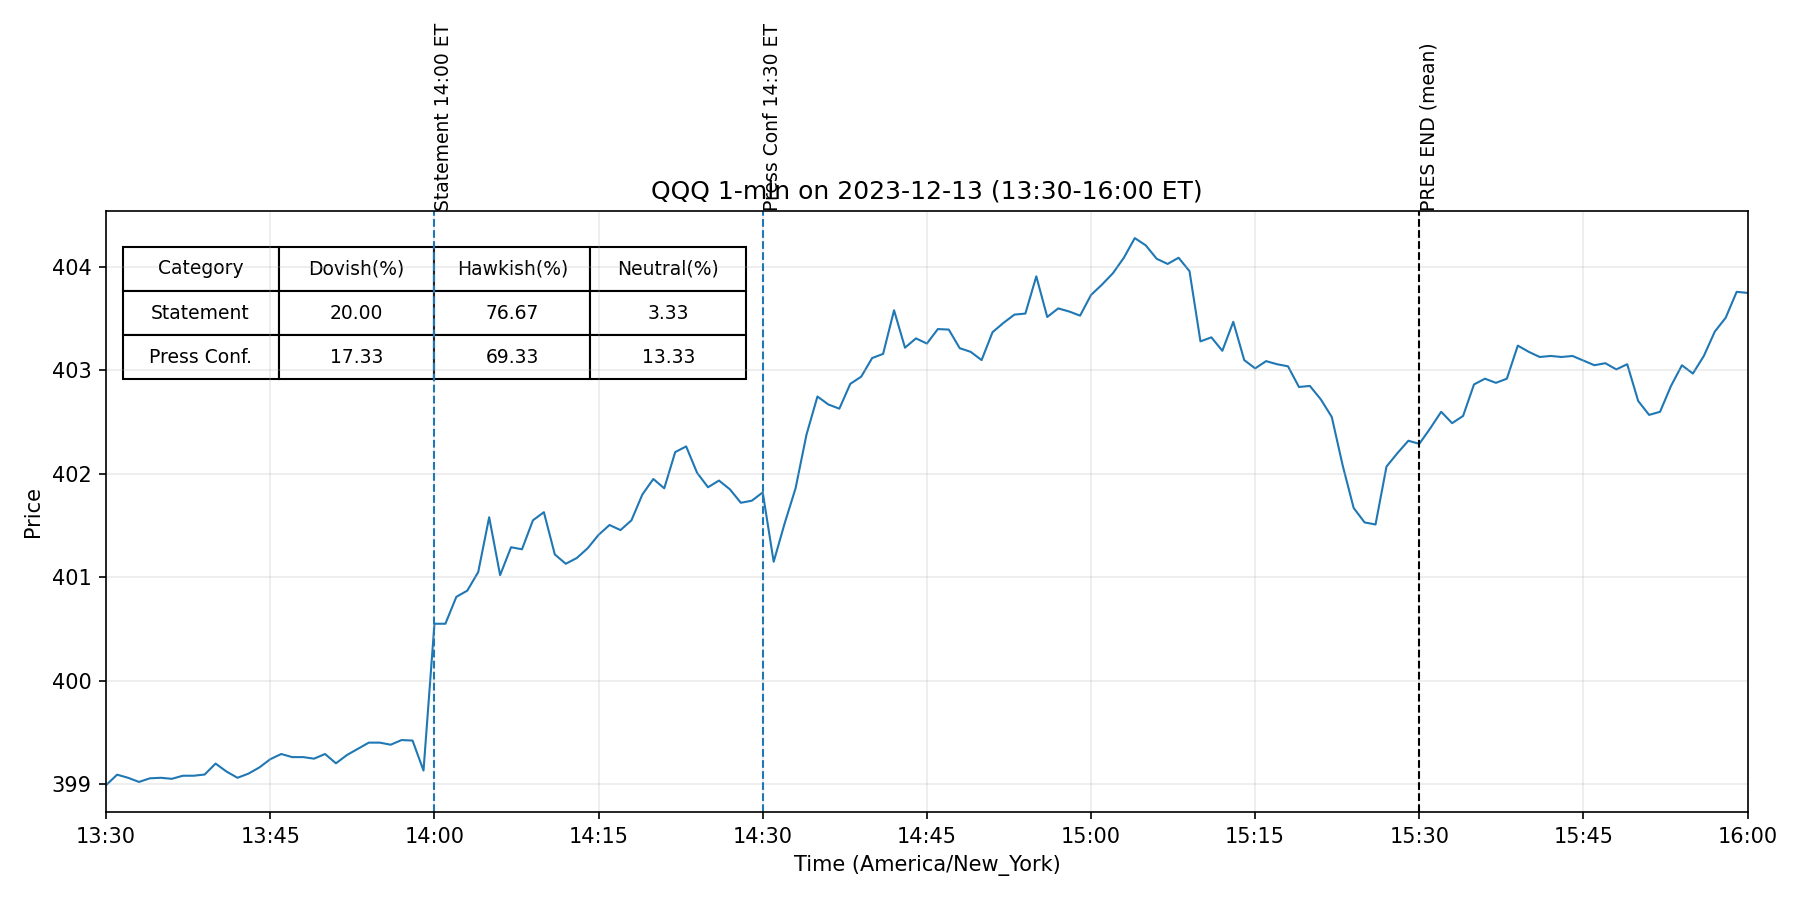 Statement 14:00 ET
Press Conf 14:30 ET
PRES END (mean)
QQQ 1-min on 2023-12-13 (13:30-16:00 ET)
Category Dovish(%) Hawkish(%) Neutral(%)
Statement 20.00 76.67 3.33
Press Conf. 17.33 69.33 13.33
404
403
402
401
400
399
Price
13:30 13:45 14:00 14:15 14:30 14:45 15:00 15:15 15:30 15:45 16:00
Time (America/New_York)